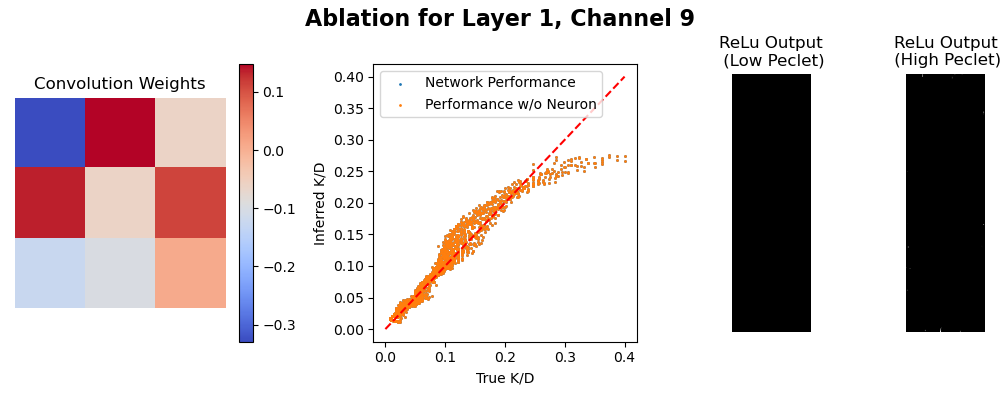 Ablation for Layer 1, Channel 9
Convolution Weights
0.1
0.0
−0.1
−0.2
−0.3
Network Performance
Performance w/o Neuron
0.40
0.35
0.30
0.25
0.20
0.15
0.10
0.05
0.00
Inferred K/D
0.0 0.1 0.2 0.3 0.4
True K/D
ReLu Output
(Low Peclet)
ReLu Output
(High Peclet)